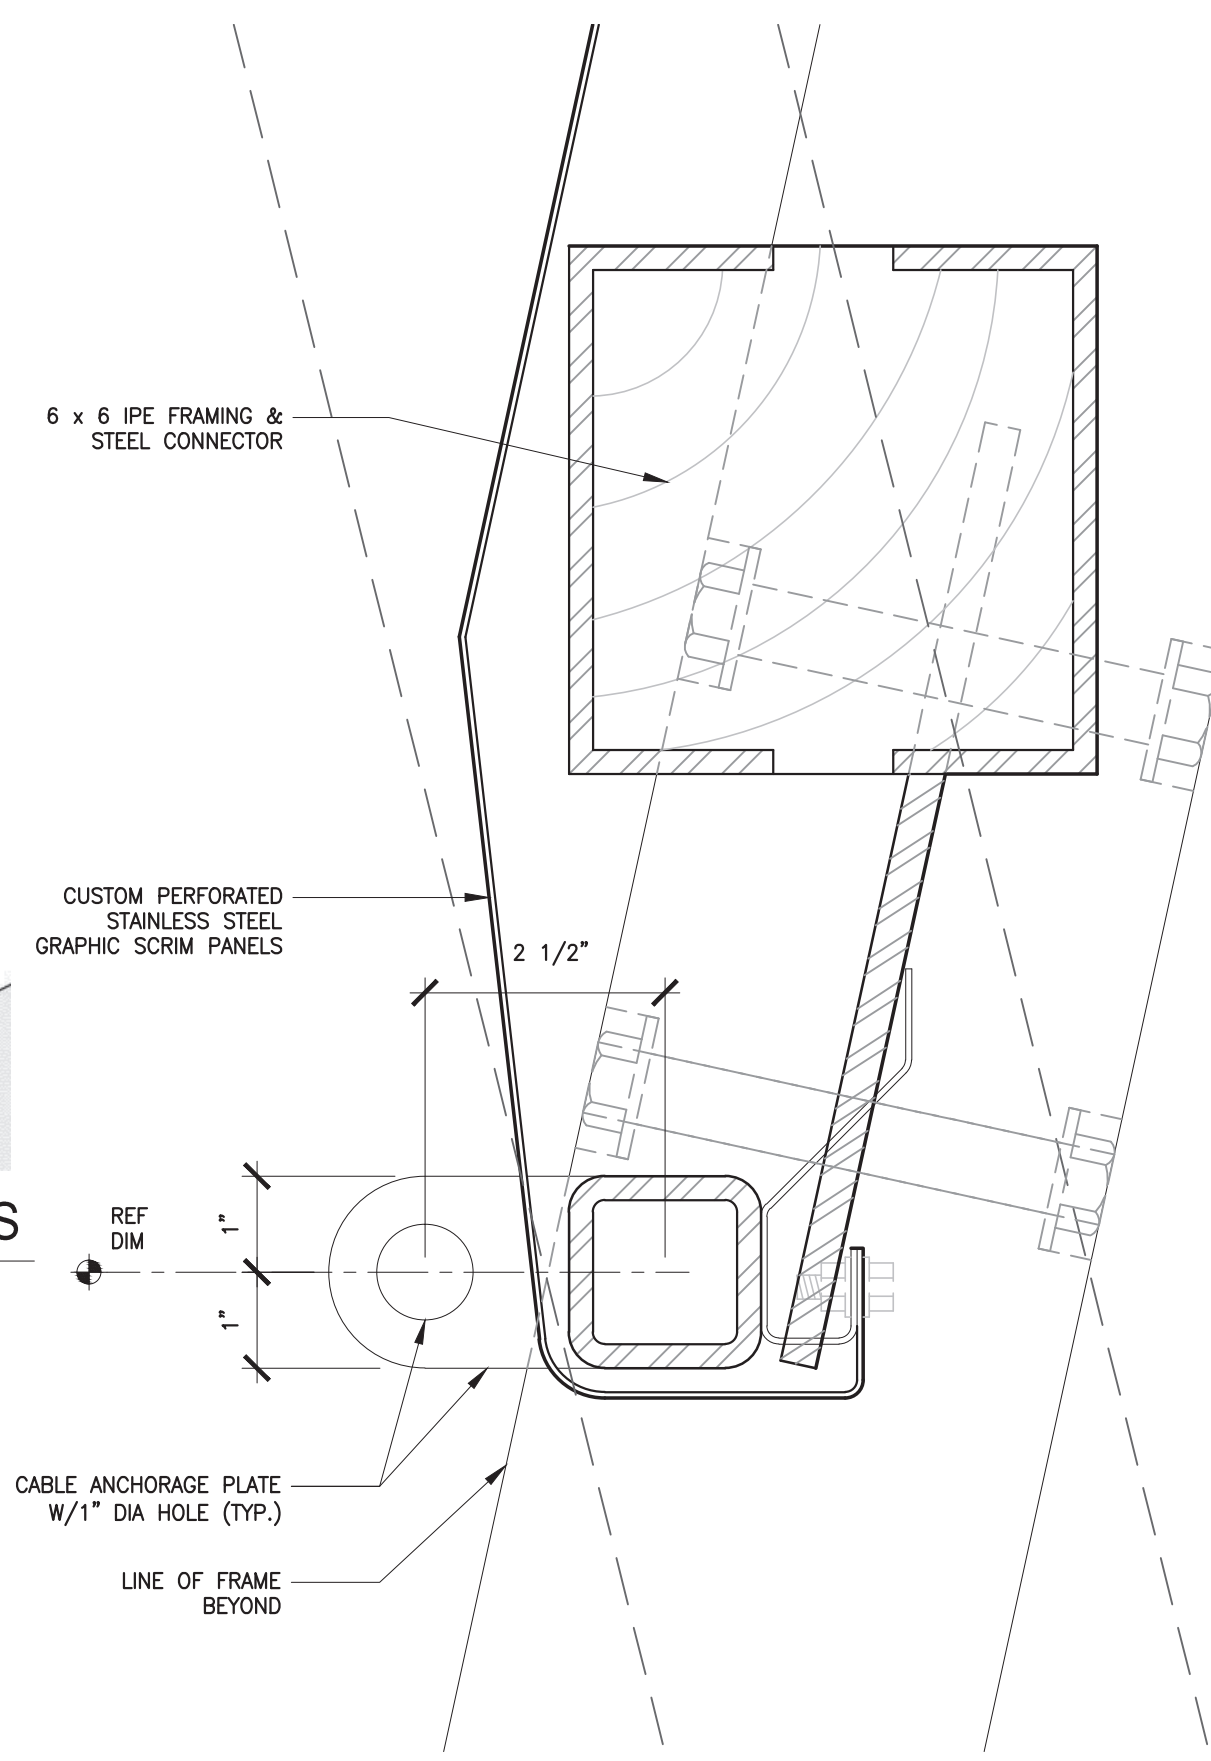 6 x 6 IPE FRAMING &
STEEL CONNECTOR
CUSTOM PERFORATED
STAINLESS STEEL
GRAPHIC SCRIM PANELS
2 1/2"
S
REF
DIM
1"
1"
CABLE ANCHORAGE PLATE
W/1" DIA HOLE (TYP.)
LINE OF FRAME
BEYOND